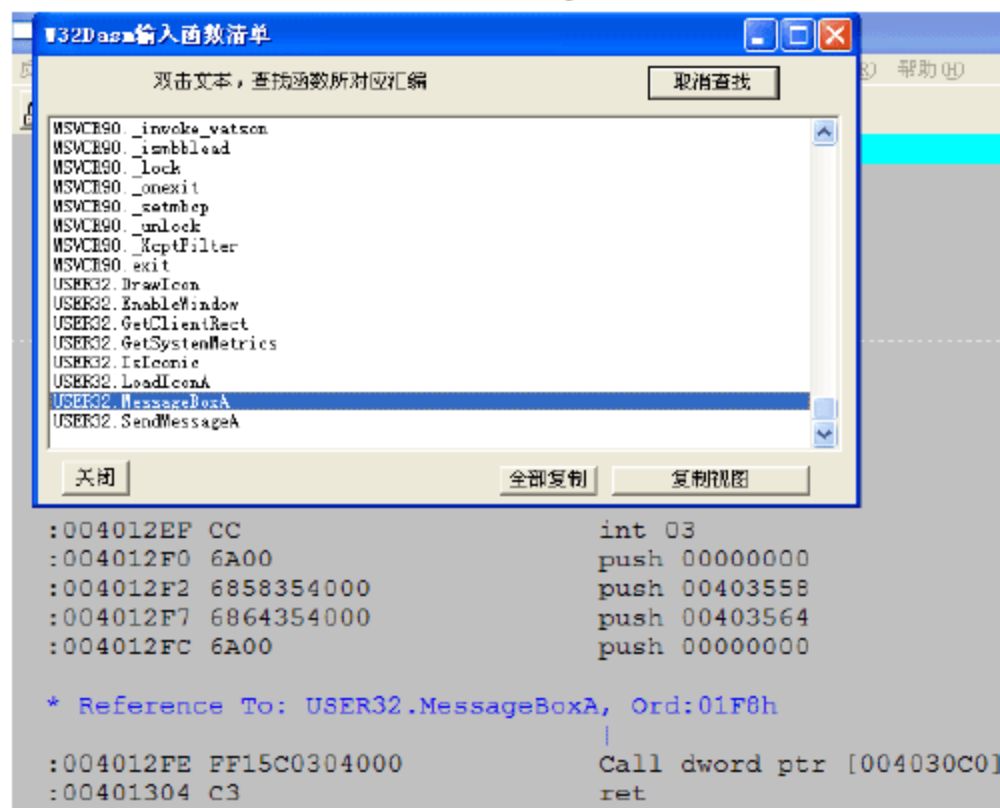 W32Dasm输入函数清单
双击文本，查找函数所对应汇编
取消查找
帮助(H)
MSVCR90._invoke_watson
MSVCR90._ismbblead
MSVCR90._lock
MSVCR90._onexit
MSVCR90._setmbcp
MSVCR90._unlock
MSVCR90._XcptFilter
MSVCR90.exit
USER32.DrawIcon
USER32.EnableWindow
USER32.GetClientRect
USER32.GetSystemMetrics
USER32.IsIconic
USER32.LoadIconA
USER32.MessageBoxA
USER32.SendMessageA
关闭 全部复制 复制视图
:004012EF CC int 03
:004012F0 6A00 push 00000000
:004012F2 6858354000 push 00403558
:004012F7 6864354000 push 00403564
:004012FC 6A00 push 00000000
* Reference To: USER32.MessageBoxA, Ord:01F8h
|
:004012FE FF15C0304000 Call dword ptr [004030C0]
:00401304 C3 ret